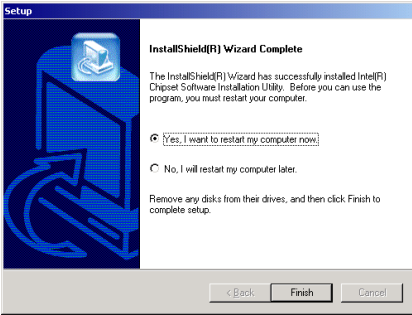 Setup
InstallShield(R) Wizard Complete
The InstallShield(R) Wizard has successfully installed Intel(R)
Chipset Software Installation Utility. Before you can use the
program, you must restart your computer.
Yes, I want to restart my computer now.
No, I will restart my computer later.
Remove any disks from their drives, and then click Finish to
complete setup.
< Back Finish Cancel